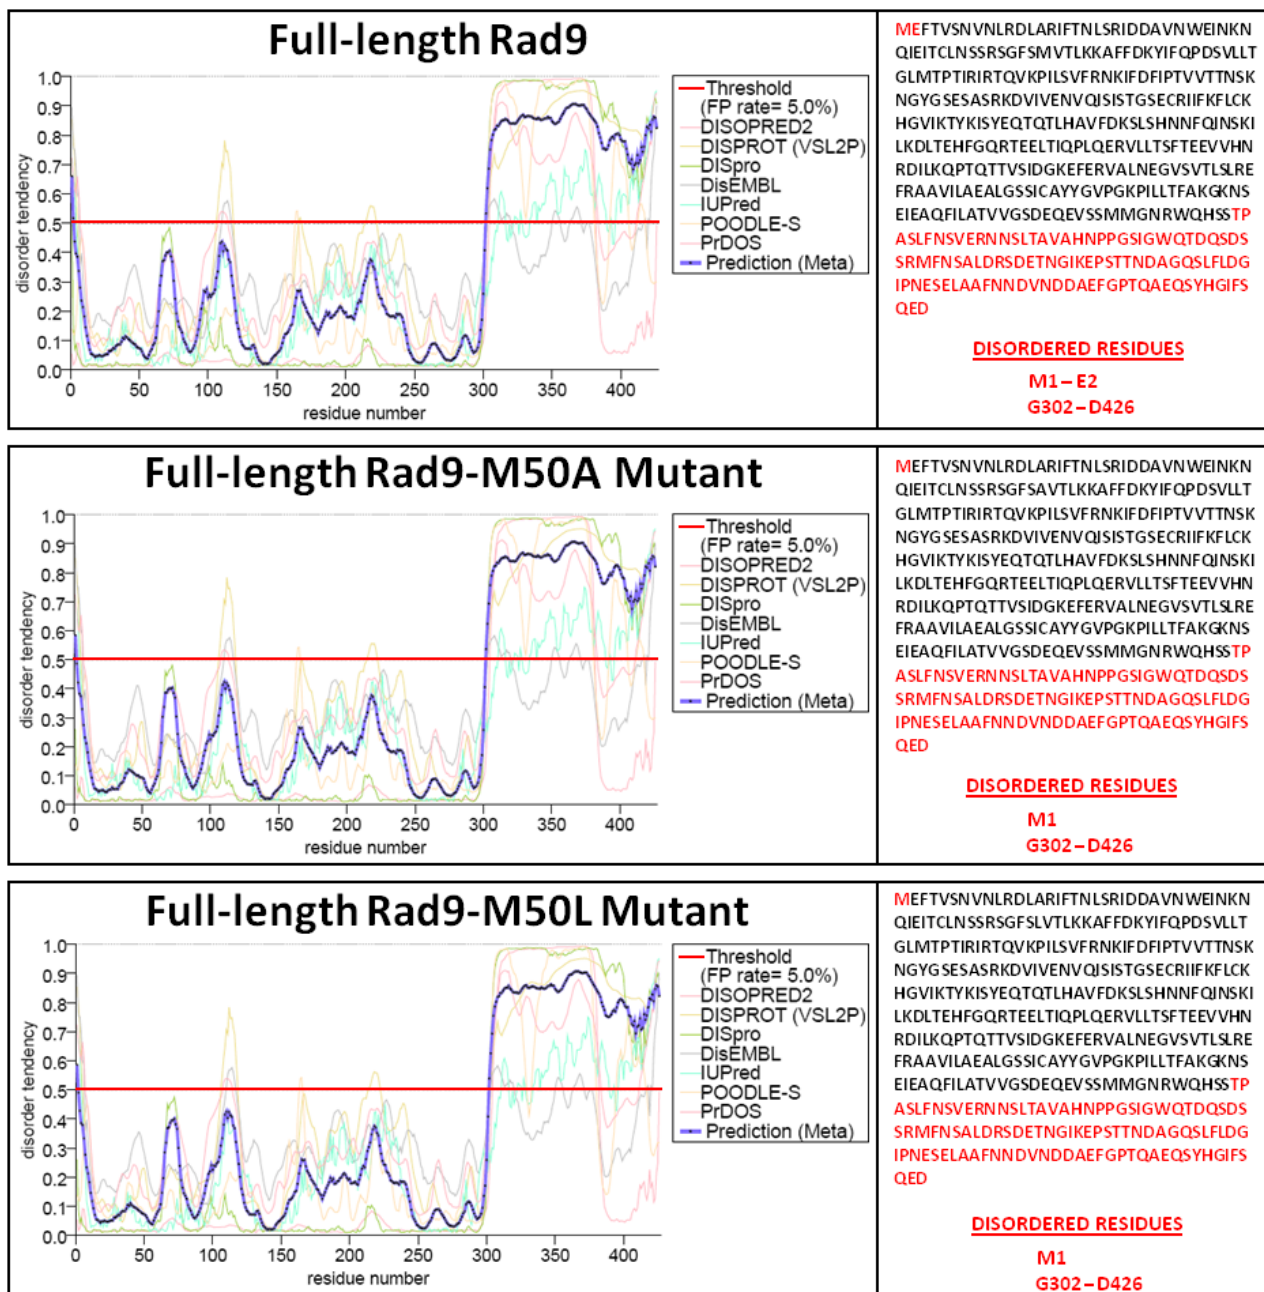 Full-length Rad9
1.0
0.9
0.8
0.7
0.6
0.5
0.4
0.3
0.2
0.1
0.0
disorder tendency
0 50 100 150 200 250 300 350 400
residue number
Threshold
(FP rate= 5.0%)
DISOPRED2
DISPROT (VSL2P)
DISpro
DisEMBL
IUPred
POODLE-S
PrDOS
Prediction (Meta)
MEFTVSNVNLRDLARIFTNLSRIDDAVNWEINKN
QIEITCLNSSRSGFSMVTLKKAFFDKYIFQPDSVLLT
GLMTPTIRIRTQVKPILSVFRNKIFDFIPTVVTTNSK
NGYGSESASRKDVIVENVQISISTGSECRIIFKFLCK
HGVIKTYKISYEQTQTLHAVFDKSLSHNNFQINSKI
LKDLTEHFGQRTEELTIQPLQERVLLTSFTEEVVHN
RDILKQPTQTTVSIDGKEFERVALNEGVSVTLSLRE
FRAAVILAEALGSSICAYYGVPGKPILLTFAKGKNS
EIEAQFILATVVGSDEQEVSSMMGNRWQHSSTP
ASLFNSVERNNSLTAVAHNPPGSIGWQTDQSDS
SRMFNSALDRSDETNGIKEPSTTNDAGQSLFLDG
IPNESELAAFNNDVNDDAEFGPTQAEQSYHGIFS
QED
DISORDERED RESIDUES
M1 – E2
G302 – D426
Full-length Rad9-M50A Mutant
1.0
0.9
0.8
0.7
0.6
0.5
0.4
0.3
0.2
0.1
0.0
disorder tendency
0 50 100 150 200 250 300 350 400
residue number
Threshold
(FP rate= 5.0%)
DISOPRED2
DISPROT (VSL2P)
DISpro
DisEMBL
IUPred
POODLE-S
PrDOS
Prediction (Meta)
MEFTVSNVNLRDLARIFTNLSRIDDAVNWEINKN
QIEITCLNSSRSGFSAVTLKKAFFDKYIFQPDSVLLT
GLMTPTIRIRTQVKPILSVFRNKIFDFIPTVVTTNSK
NGYGSESASRKDVIVENVQISISTGSECRIIFKFLCK
HGVIKTYKISYEQTQTLHAVFDKSLSHNNFQINSKI
LKDLTEHFGQRTEELTIQPLQERVLLTSFTEEVVHN
RDILKQPTQTTVSIDGKEFERVALNEGVSVTLSLRE
FRAAVILAEALGSSICAYYGVPGKPILLTFAKGKNS
EIEAQFILATVVGSDEQEVSSMMGNRWQHSSTP
ASLFNSVERNNSLTAVAHNPPGSIGWQTDQSDS
SRMFNSALDRSDETNGIKEPSTTNDAGQSLFLDG
IPNESELAAFNNDVNDDAEFGPTQAEQSYHGIFS
QED
DISORDERED RESIDUES
M1
G302 – D426
Full-length Rad9-M50L Mutant
1.0
0.9
0.8
0.7
0.6
0.5
0.4
0.3
0.2
0.1
0.0
disorder tendency
0 50 100 150 200 250 300 350 400
residue number
Threshold
(FP rate= 5.0%)
DISOPRED2
DISPROT (VSL2P)
DISpro
DisEMBL
IUPred
POODLE-S
PrDOS
Prediction (Meta)
MEFTVSNVNLRDLARIFTNLSRIDDAVNWEINKN
QIEITCLNSSRSGFSLVTLKKAFFDKYIFQPDSVLLT
GLMTPTIRIRTQVKPILSVFRNKIFDFIPTVVTTNSK
NGYGSESASRKDVIVENVQISISTGSECRIIFKFLCK
HGVIKTYKISYEQTQTLHAVFDKSLSHNNFQINSKI
LKDLTEHFGQRTEELTIQPLQERVLLTSFTEEVVHN
RDILKQPTQTTVSIDGKEFERVALNEGVSVTLSLRE
FRAAVILAEALGSSICAYYGVPGKPILLTFAKGKNS
EIEAQFILATVVGSDEQEVSSMMGNRWQHSSTP
ASLFNSVERNNSLTAVAHNPPGSIGWQTDQSDS
SRMFNSALDRSDETNGIKEPSTTNDAGQSLFLDG
IPNESELAAFNNDVNDDAEFGPTQAEQSYHGIFS
QED
DISORDERED RESIDUES
M1
G302 – D426